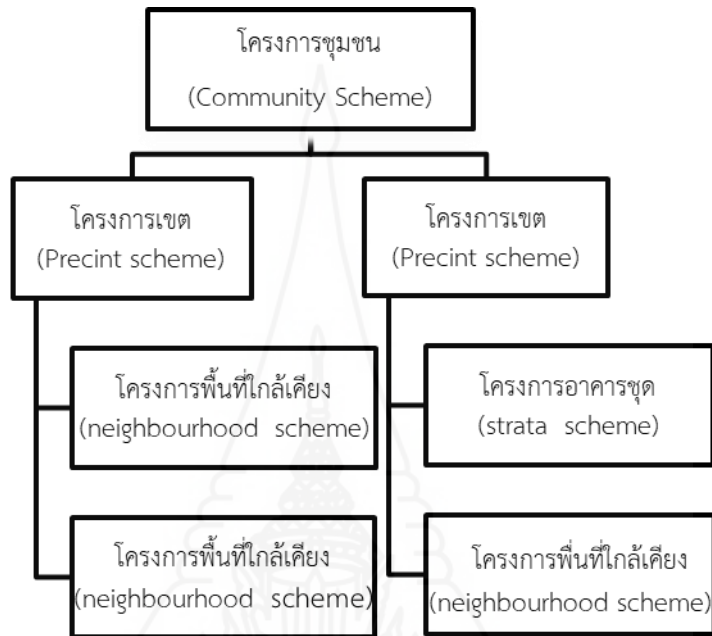 โครงการชุมชน
(Community Scheme)
โครงการเขต
(Precint scheme)
โครงการเขต
(Precint scheme)
โครงการพื้นที่ใกล้เคียง
(neighbourhood scheme)
โครงการอาคารชุด
(strata scheme)
โครงการพื้นที่ใกล้เคียง
(neighbourhood scheme)
โครงการพื่นที่ใกล้เคียง
(neighbourhood scheme)